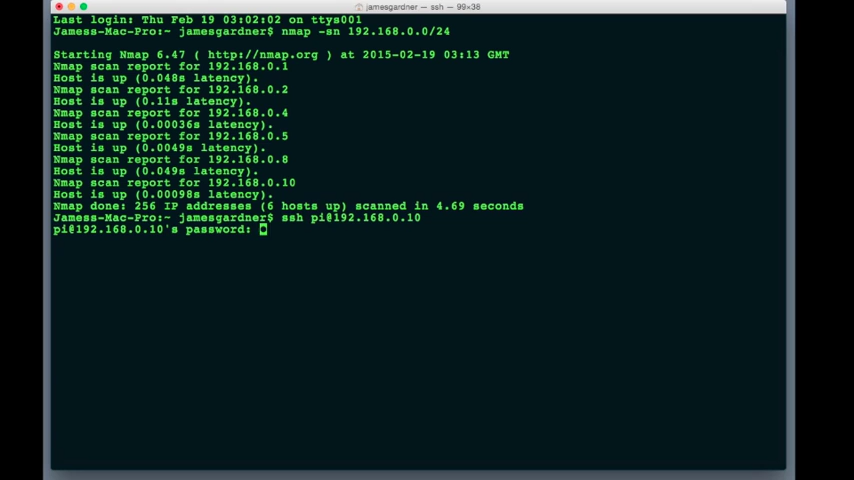 jamesgardner — ssh — 99×38
Last login: Thu Feb 19 03:02:02 on ttys001
Jamess-Mac-Pro:~ jamesgardner$ nmap -sn 192.168.0.0/24
Starting Nmap 6.47 ( http://nmap.org ) at 2015-02-19 03:13 GMT
Nmap scan report for 192.168.0.1
Host is up (0.048s latency).
Nmap scan report for 192.168.0.2
Host is up (0.11s latency).
Nmap scan report for 192.168.0.4
Host is up (0.00036s latency).
Nmap scan report for 192.168.0.5
Host is up (0.0049s latency).
Nmap scan report for 192.168.0.8
Host is up (0.049s latency).
Nmap scan report for 192.168.0.10
Host is up (0.00098s latency).
Nmap done: 256 IP addresses (6 hosts up) scanned in 4.69 seconds
Jamess-Mac-Pro:~ jamesgardner$ ssh pi@192.168.0.10
pi@192.168.0.10's password: